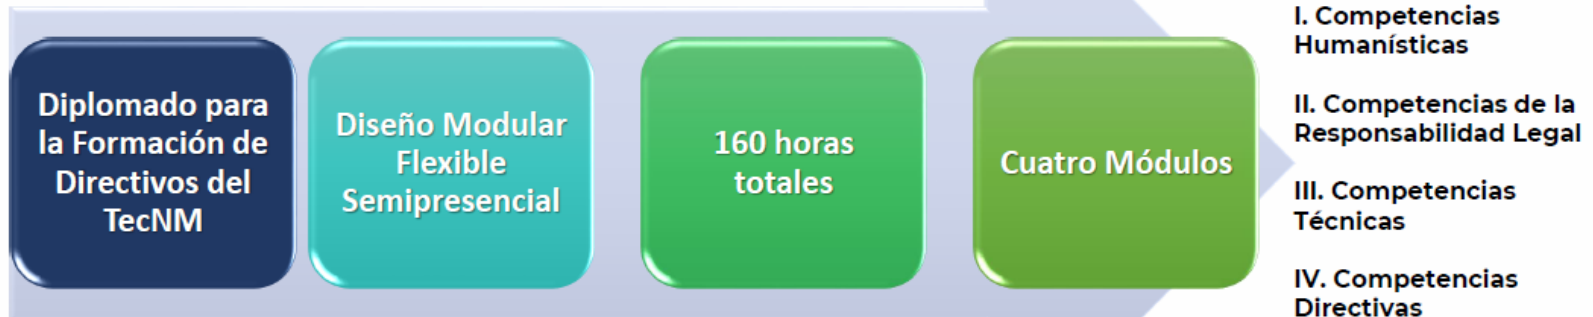 Diplomado para
la Formación de
Directivos del
TecNM
Diseño Modular
Flexible
Semipresencial
160 horas
totales
Cuatro Módulos
I. Competencias
Humanísticas
II. Competencias de la
Responsabilidad Legal
III. Competencias
Técnicas
IV. Competencias
Directivas